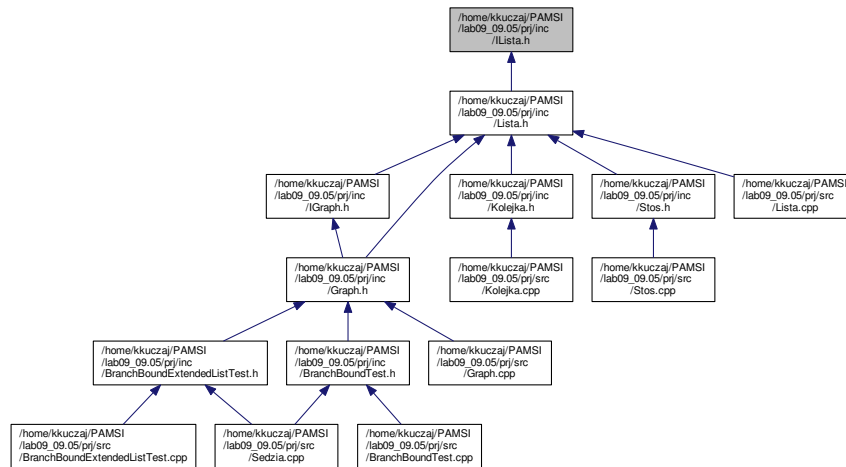 /home/kkuczaj/PAMSI
/lab09_09.05/prj/inc
/ILista.h
/home/kkuczaj/PAMSI
/lab09_09.05/prj/inc
/Lista.h
/home/kkuczaj/PAMSI
/lab09_09.05/prj/inc
/IGraph.h
/home/kkuczaj/PAMSI
/lab09_09.05/prj/inc
/Kolejka.h
/home/kkuczaj/PAMSI
/lab09_09.05/prj/inc
/Stos.h
/home/kkuczaj/PAMSI
/lab09_09.05/prj/src
/Lista.cpp
/home/kkuczaj/PAMSI
/lab09_09.05/prj/inc
/Graph.h
/home/kkuczaj/PAMSI
/lab09_09.05/prj/src
/Kolejka.cpp
/home/kkuczaj/PAMSI
/lab09_09.05/prj/src
/Stos.cpp
/home/kkuczaj/PAMSI
/lab09_09.05/prj/inc
/BranchBoundExtendedListTest.h
/home/kkuczaj/PAMSI
/lab09_09.05/prj/inc
/BranchBoundTest.h
/home/kkuczaj/PAMSI
/lab09_09.05/prj/src
/Graph.cpp
/home/kkuczaj/PAMSI
/lab09_09.05/prj/src
/BranchBoundExtendedListTest.cpp
/home/kkuczaj/PAMSI
/lab09_09.05/prj/src
/Sedzia.cpp
/home/kkuczaj/PAMSI
/lab09_09.05/prj/src
/BranchBoundTest.cpp